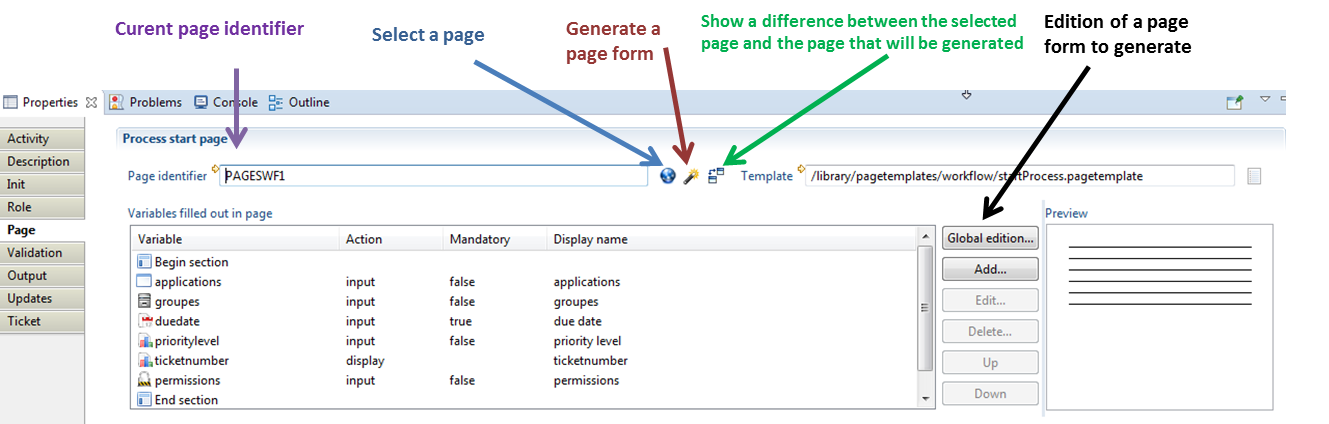 Curent page identifier
Select a page
Generate a
page form
Show a difference between the selected
page and the page that will be generated
Edition of a page
form to generate
Properties Problems Console Outline
Activity
Description
Init
Role
Page
Validation
Output
Updates
Ticket
Process start page
Page identifier PAGESWF1 Template /library/pagetemplates/workflow/startProcess.pagetemplate
Variables filled out in page
Variable Action Mandatory Display name
Begin section
applications input false applications
groupes input false groupes
duedate input true due date
prioritylevel input false priority level
ticketnumber display ticketnumber
permissions input false permissions
End section
Global edition...
Add...
Edit...
Delete...
Up
Down
Preview